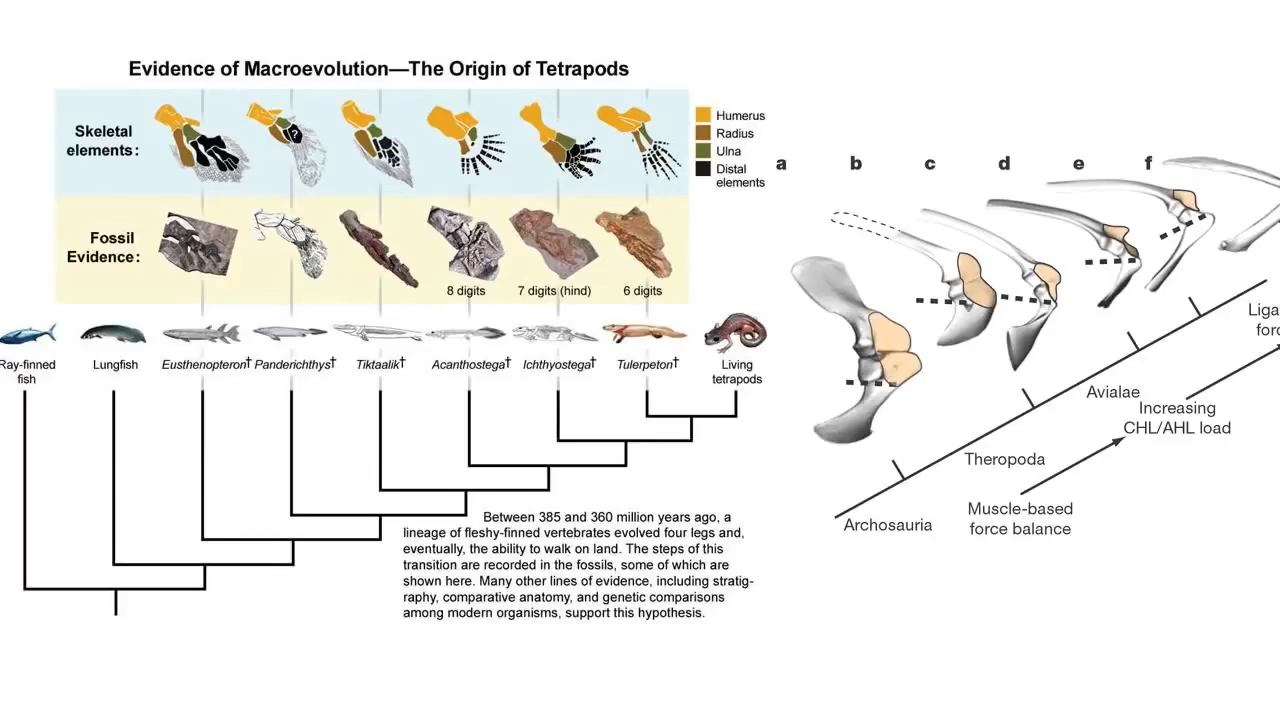 Evidence of Macroevolution—The Origin of Tetrapods
Skeletal
elements:
?
Humerus
Radius
Ulna
Distal
elements
Fossil
Evidence:
8 digits
7 digits (hind)
6 digits
Ray-finned
fish
Lungfish
Eusthenopteron†
Panderichthys†
Tiktaalik†
Acanthostega†
Ichthyostega†
Tulerpeton†
Living
tetrapods
Between 385 and 360 million years ago, a
lineage of fleshy-finned vertebrates evolved four legs and,
eventually, the ability to walk on land. The steps of this
transition are recorded in the fossils, some of which are
shown here. Many other lines of evidence, including stratig-
raphy, comparative anatomy, and genetic comparisons
among modern organisms, support this hypothesis.
a b c d e f
Archosauria
Theropoda
Avialae
Muscle-based
force balance
Increasing
CHL/AHL load